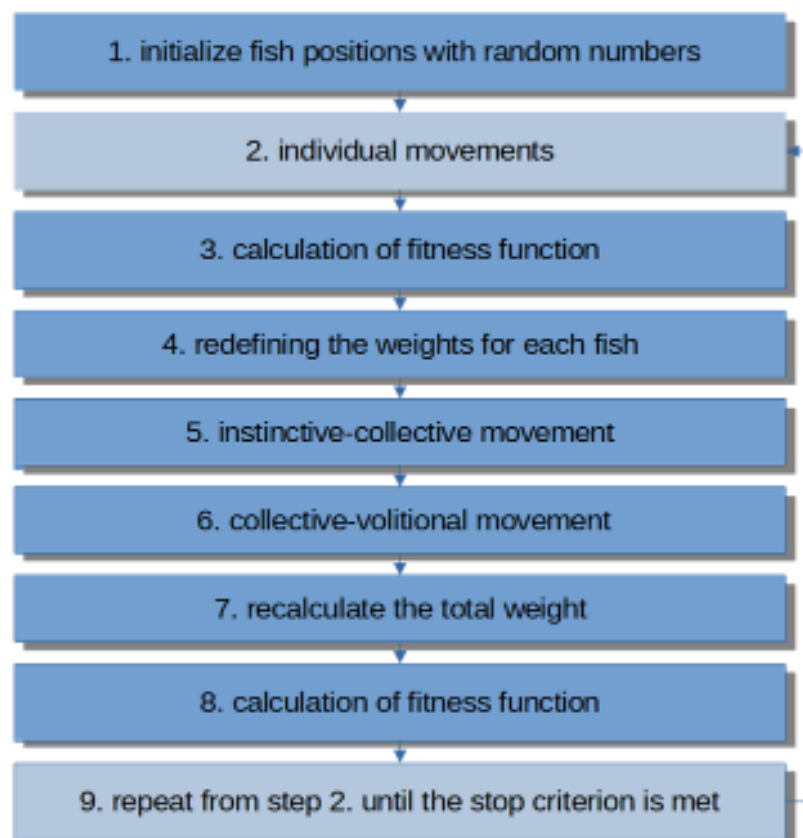 1. initialize fish positions with random numbers
2. individual movements
3. calculation of fitness function
4. redefining the weights for each fish
5. instinctive-collective movement
6. collective-volitional movement
7. recalculate the total weight
8. calculation of fitness function
9. repeat from step 2. until the stop criterion is met